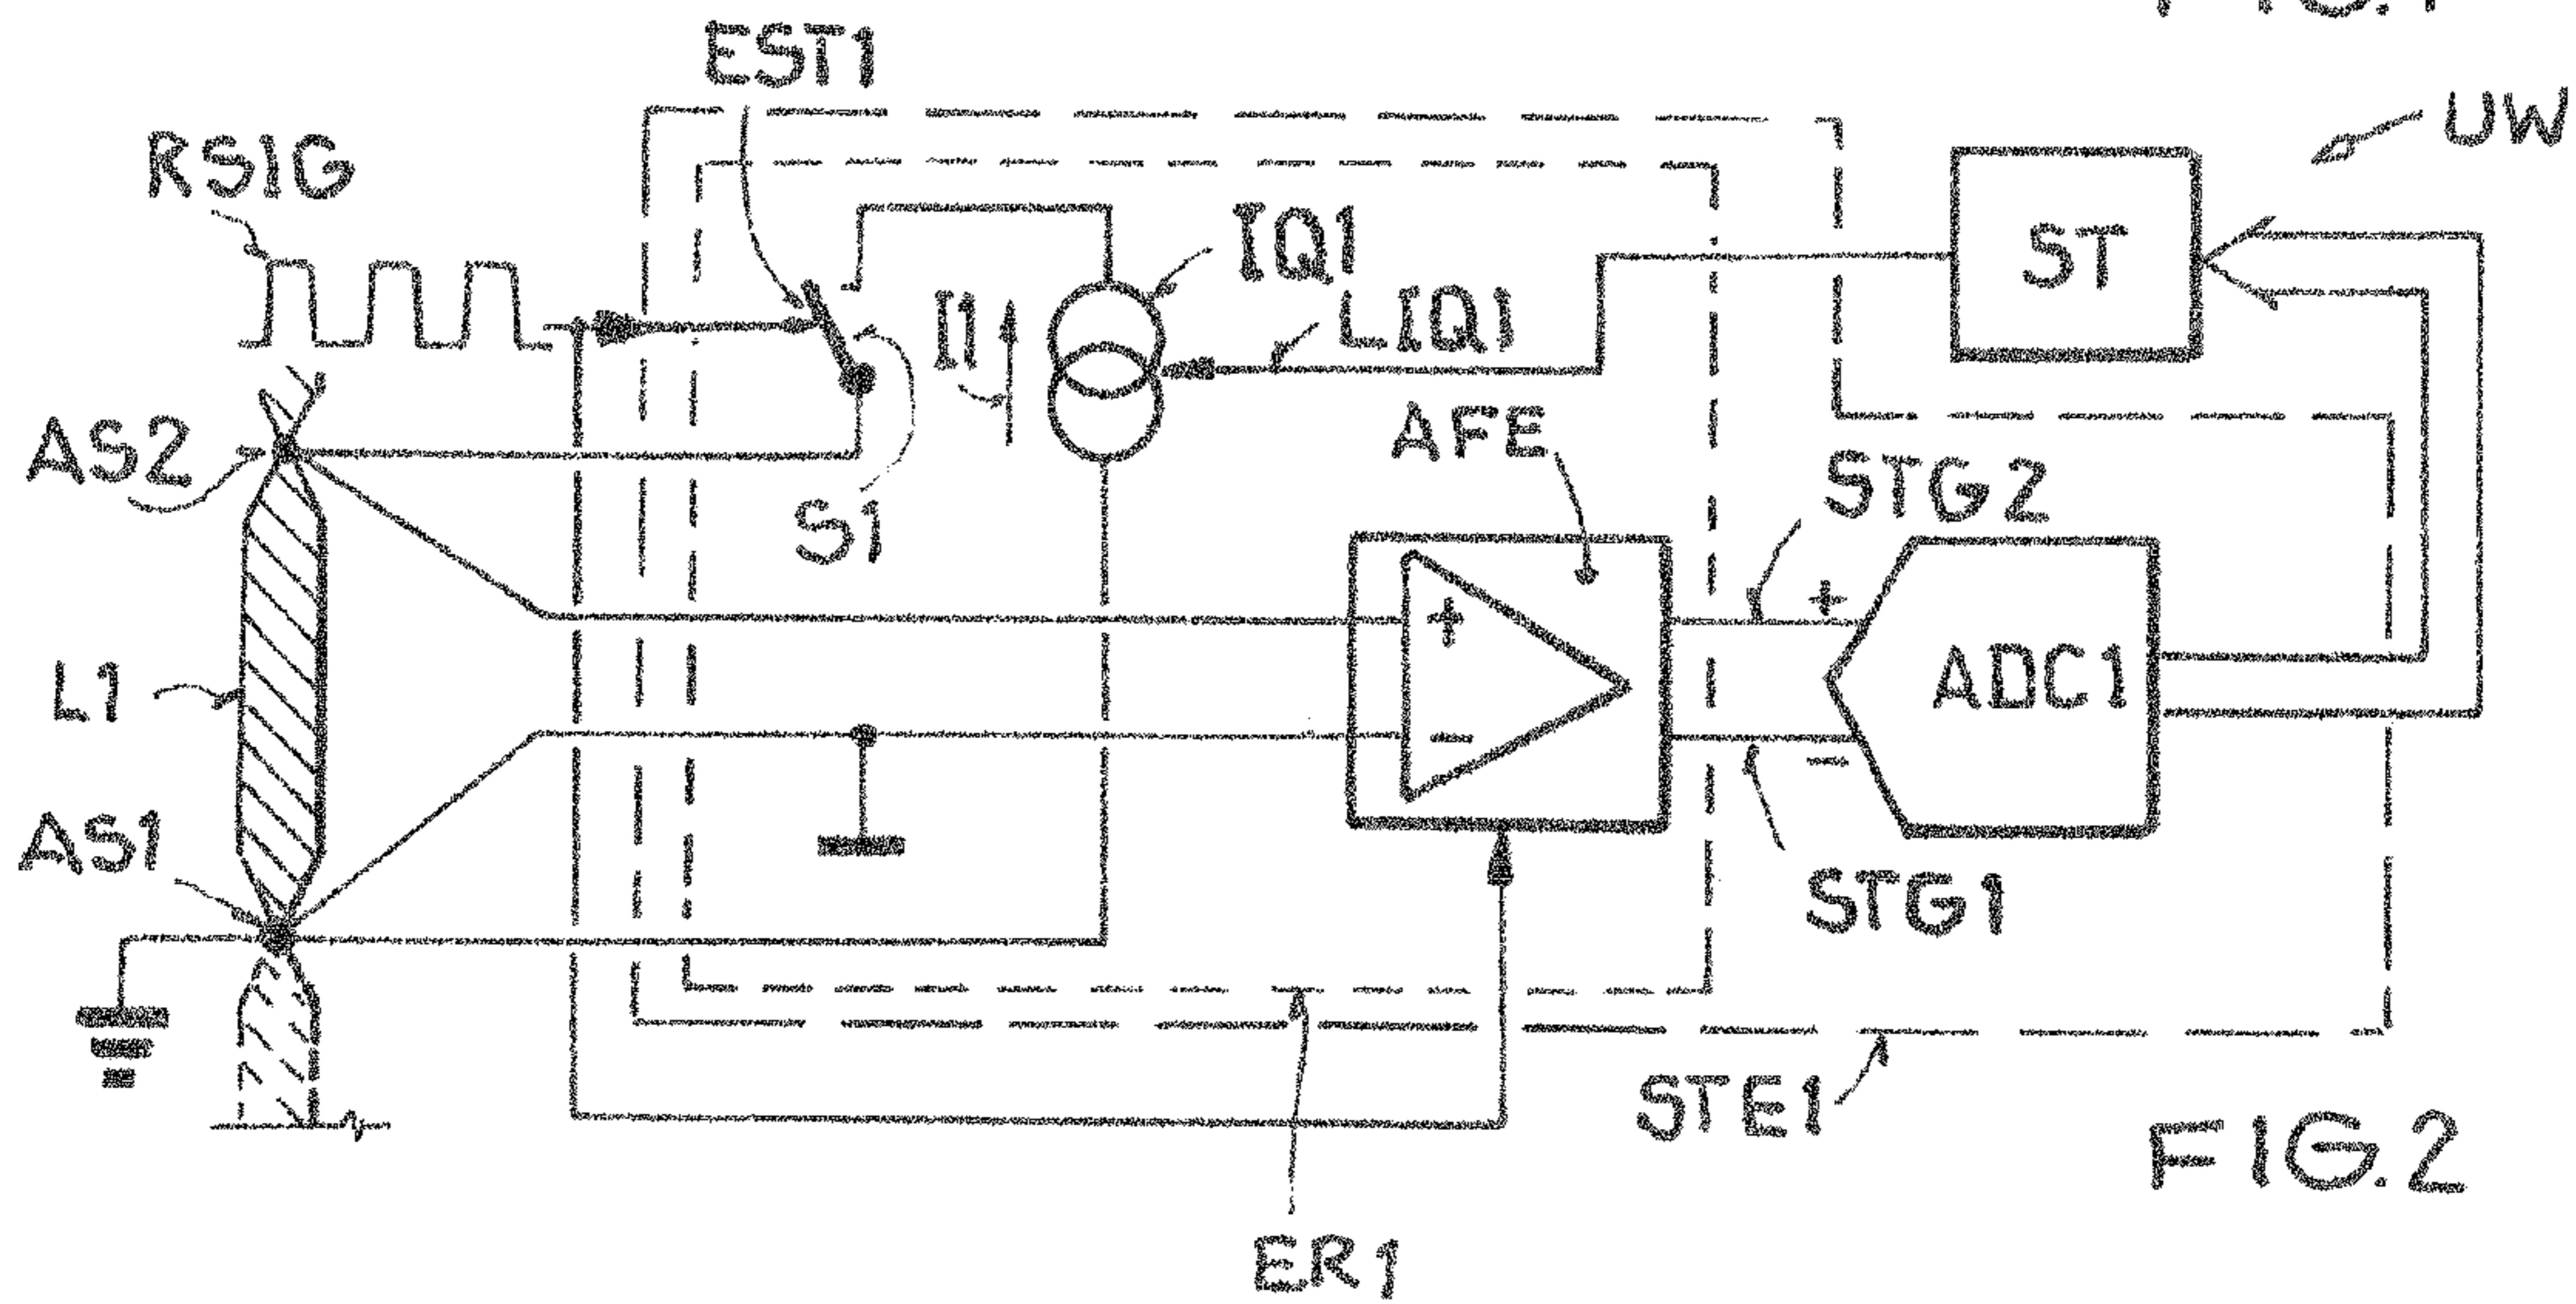 EST1
UW
RSIG
IQ1
ST
I1
LIQ1
AS2
AFE
STG2
S1
+
+
L1
ADC1
-
-
AS1
STG1
STE1
FIG.2
ER1